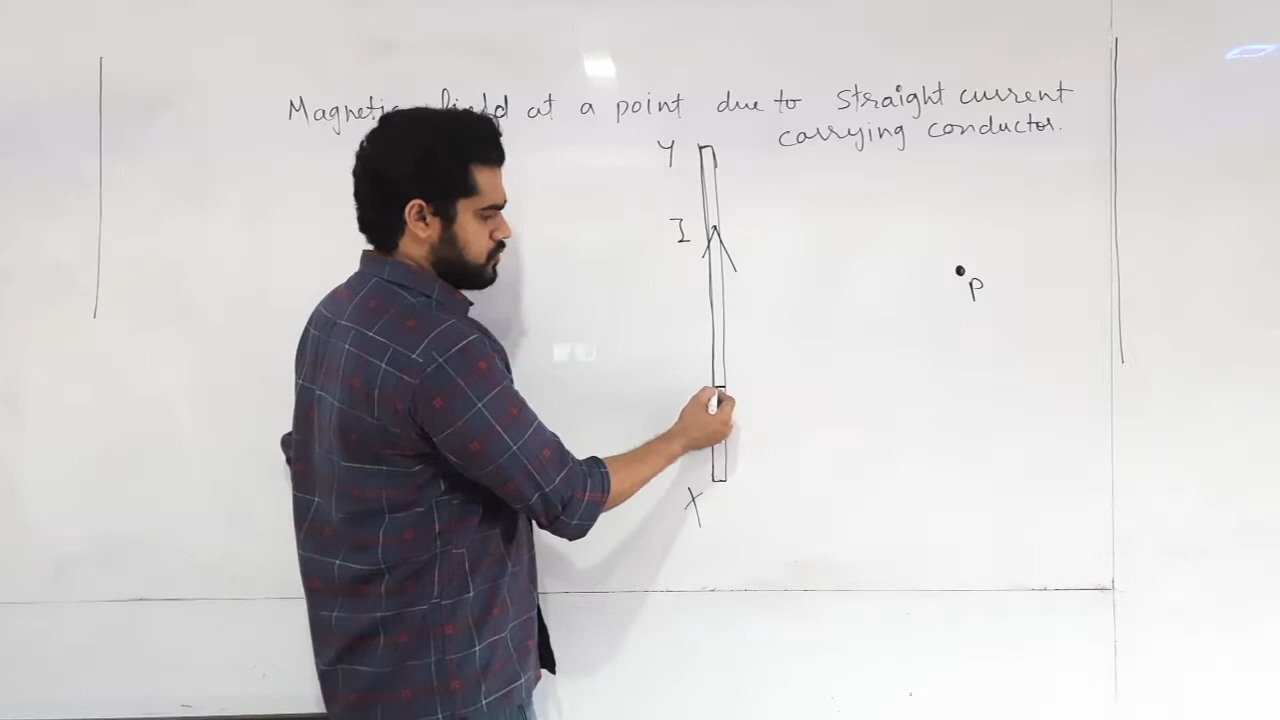 Magnetic field at a point due to straight current
carrying conductor.
Y
I
P
X